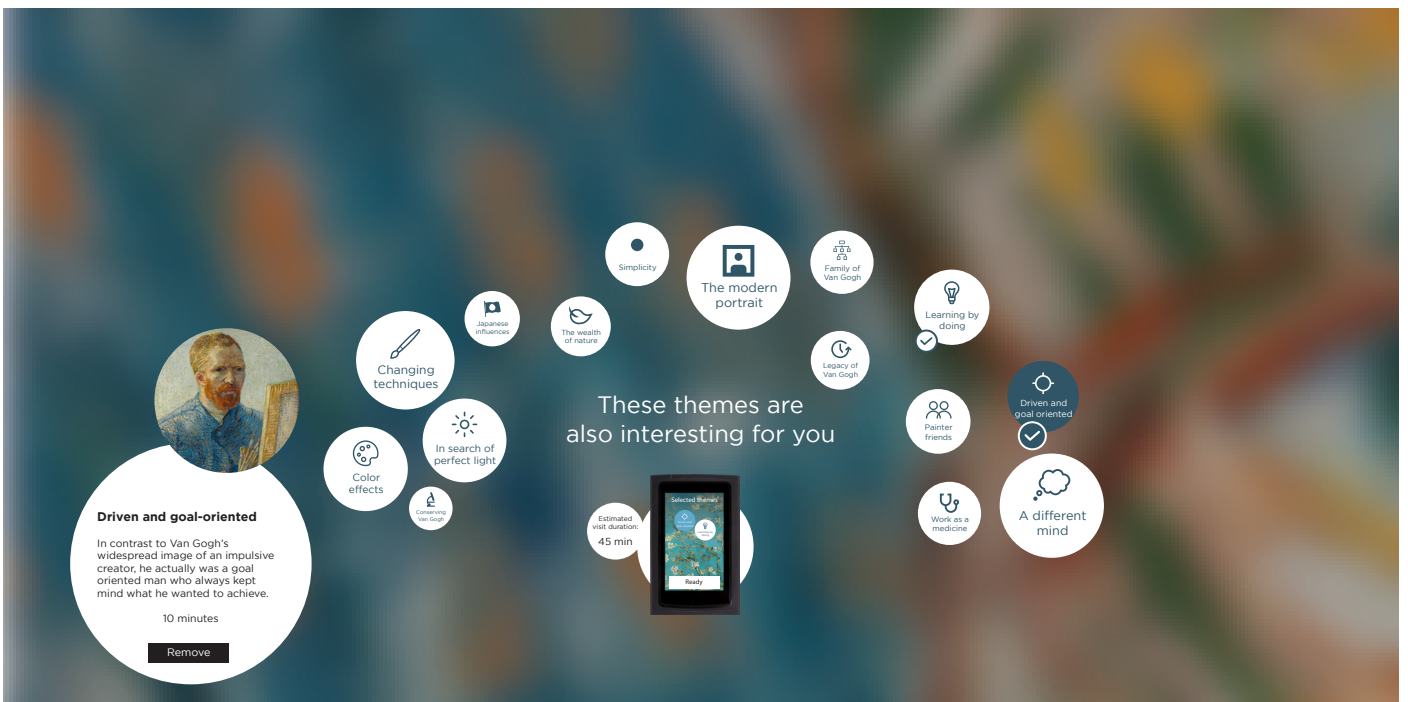 Simplicity
The modern
portrait
Family of
Van Gogh
Japanese
influences
The wealth
of nature
Learning by
doing
Changing
techniques
Legacy of
Van Gogh
Driven and
goal oriented
These themes are
also interesting for you
In search of
perfect light
Painter
friends
Color
effects
Conserving
Van Gogh
Work as a
medicine
A different
mind
Driven and goal-oriented
In contrast to Van Gogh's
widespread image of an impulsive
creator, he actually was a goal
oriented man who always kept
mind what he wanted to achieve.
10 minutes
Remove
Estimated
visit duration:
45 min
Selected themes
Ready